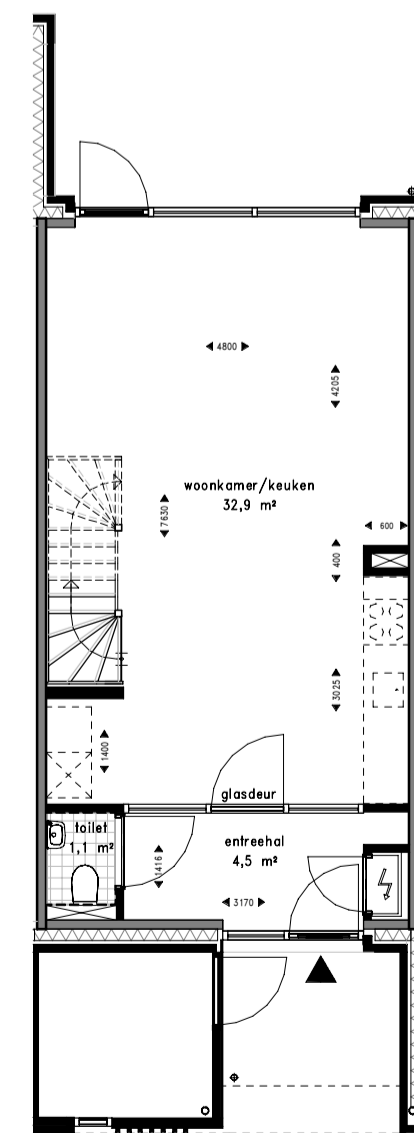 4800
4205
woonkamer/keuken
32,9 m²
7630
600
400
3025
1400
glasdeur
toilet
1,1 m²
entreehal
4,5 m²
1416
3170